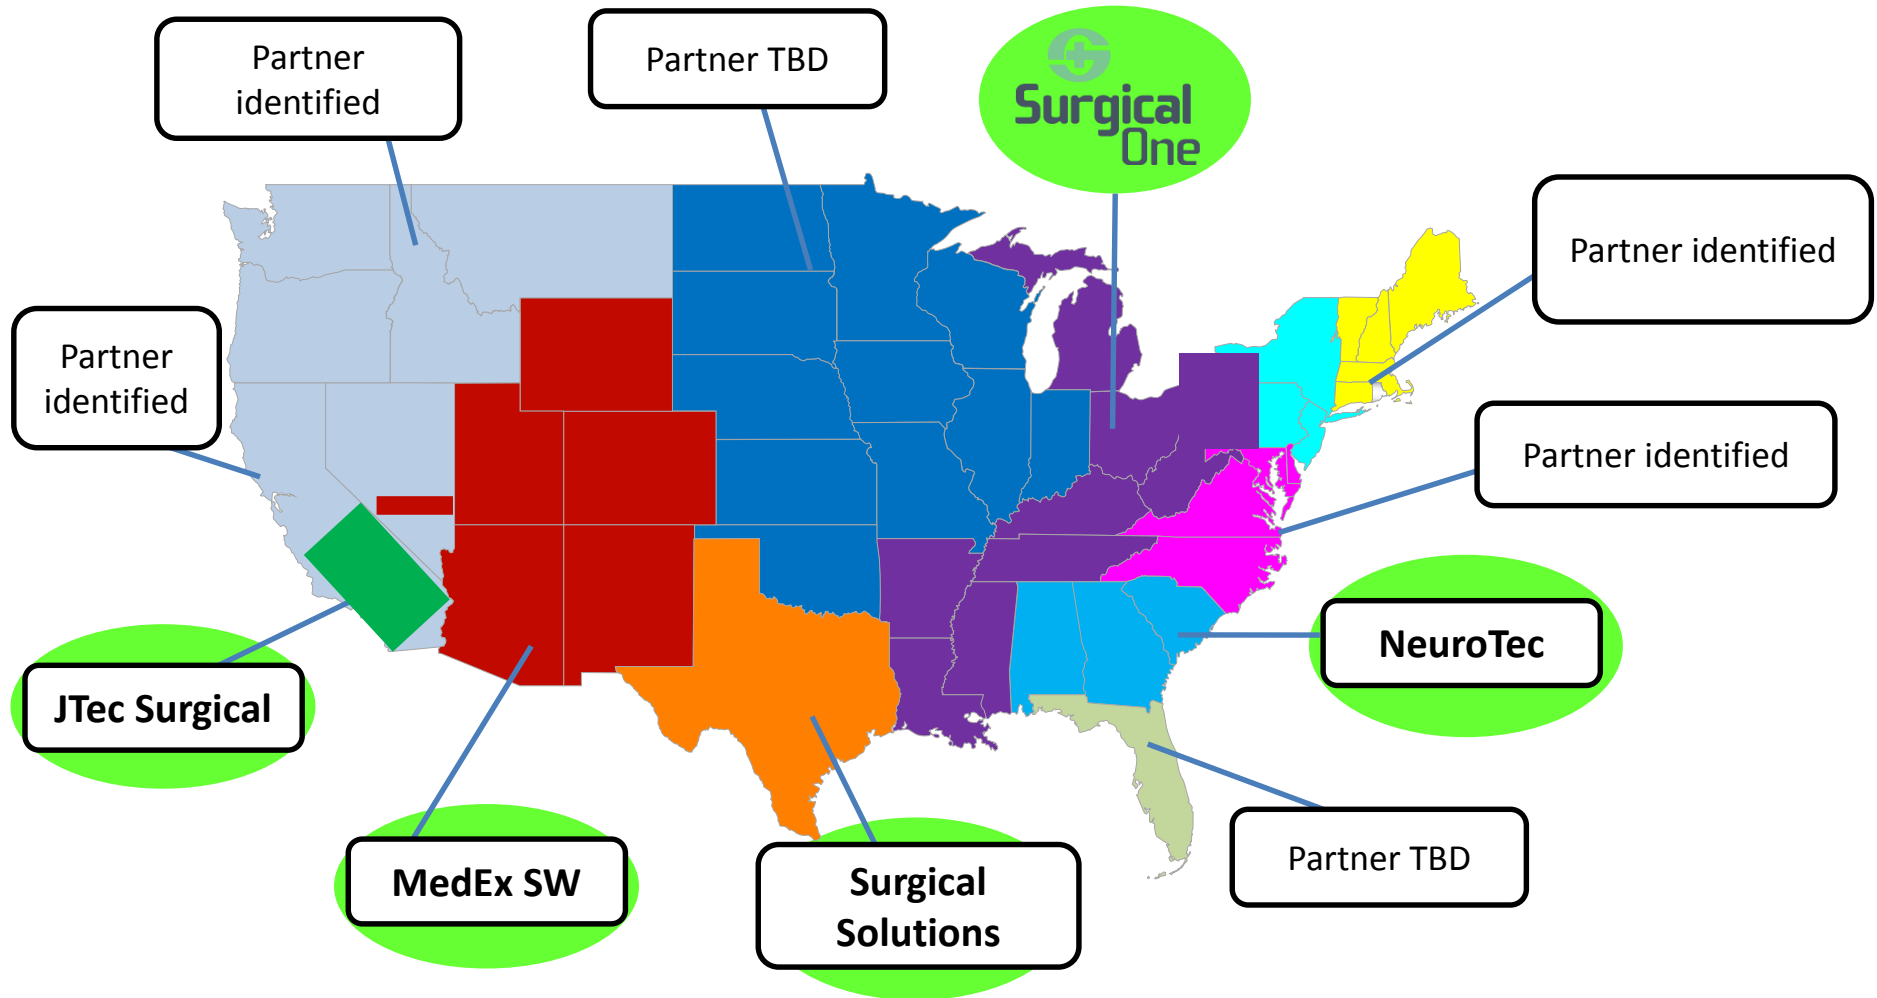 Partner
identified
Partner TBD
Surgical
One
Partner identified
Partner
identified
Partner identified
NeuroTec
JTec Surgical
MedEx SW
Surgical
Solutions
Partner TBD